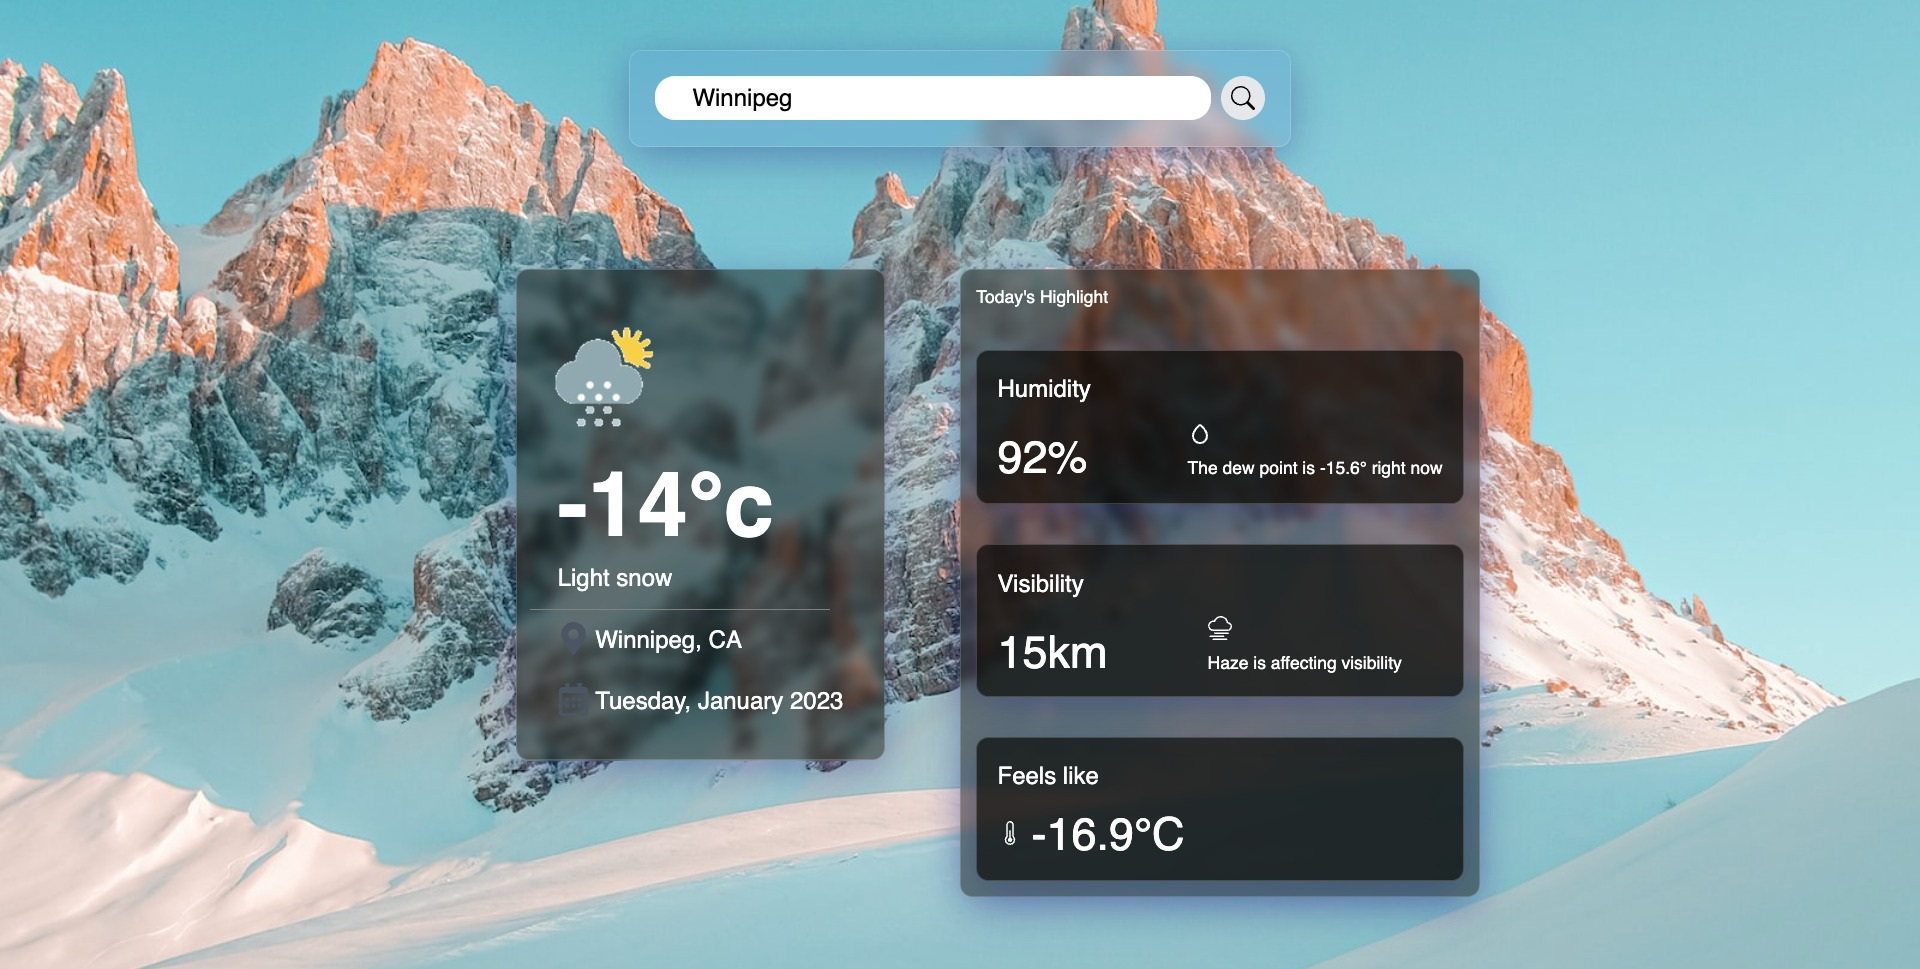 Winnipeg
-14°c
Light snow
Winnipeg, CA
Tuesday, January 2023
Today's Highlight
Humidity
92%
The dew point is -15.6° right now
Visibility
15km
Haze is affecting visibility
Feels like
-16.9°C